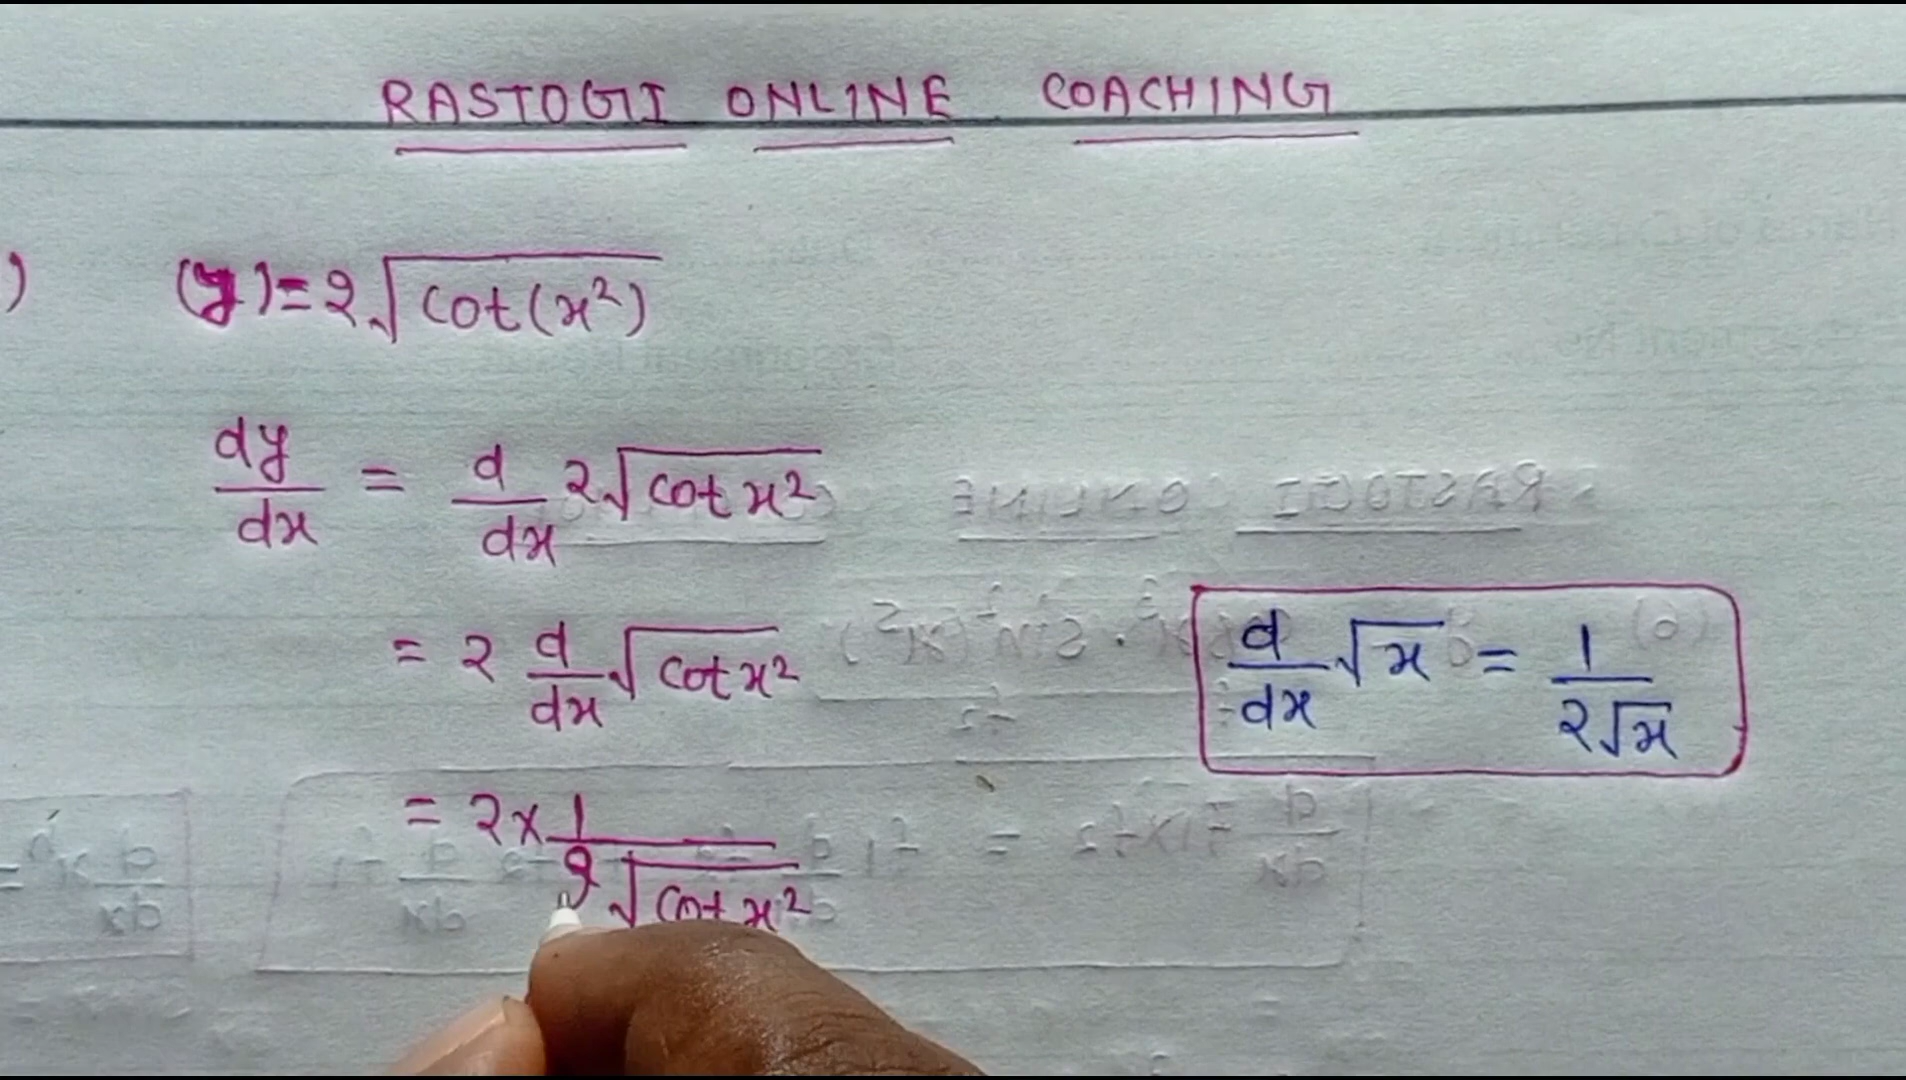 RASTOGI ONLINE COACHING
) (y) = 2√cot(x²)
dy/dx = d/dx 2√cot x²
= 2 d/dx √cot x²
d/dx √x = 1/2√x
= 2 × 1/2√cot x²